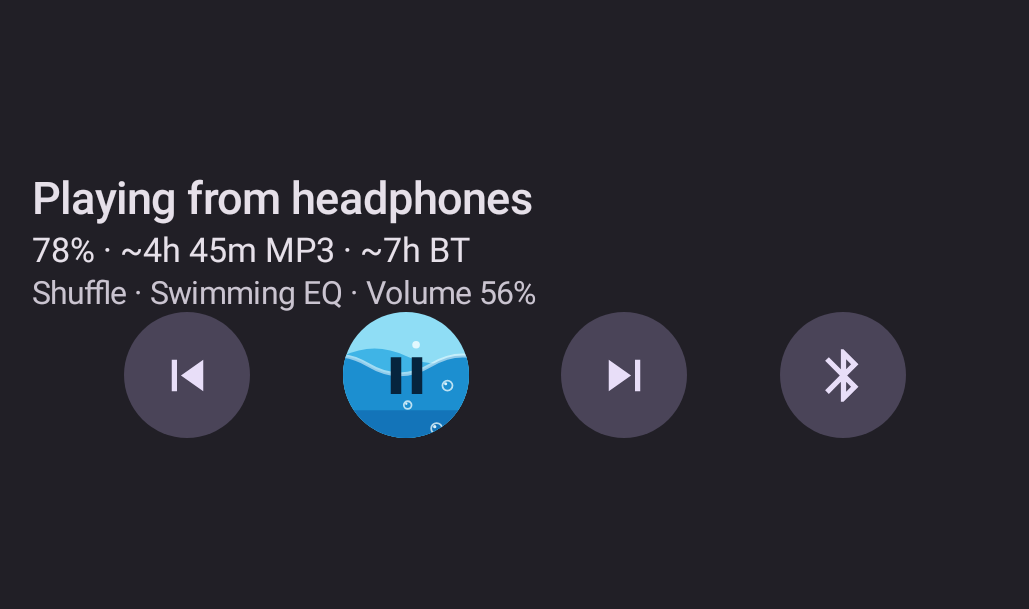 Playing from headphones
78% · ~4h 45m MP3 · ~7h BT
Shuffle · Swimming EQ · Volume 56%